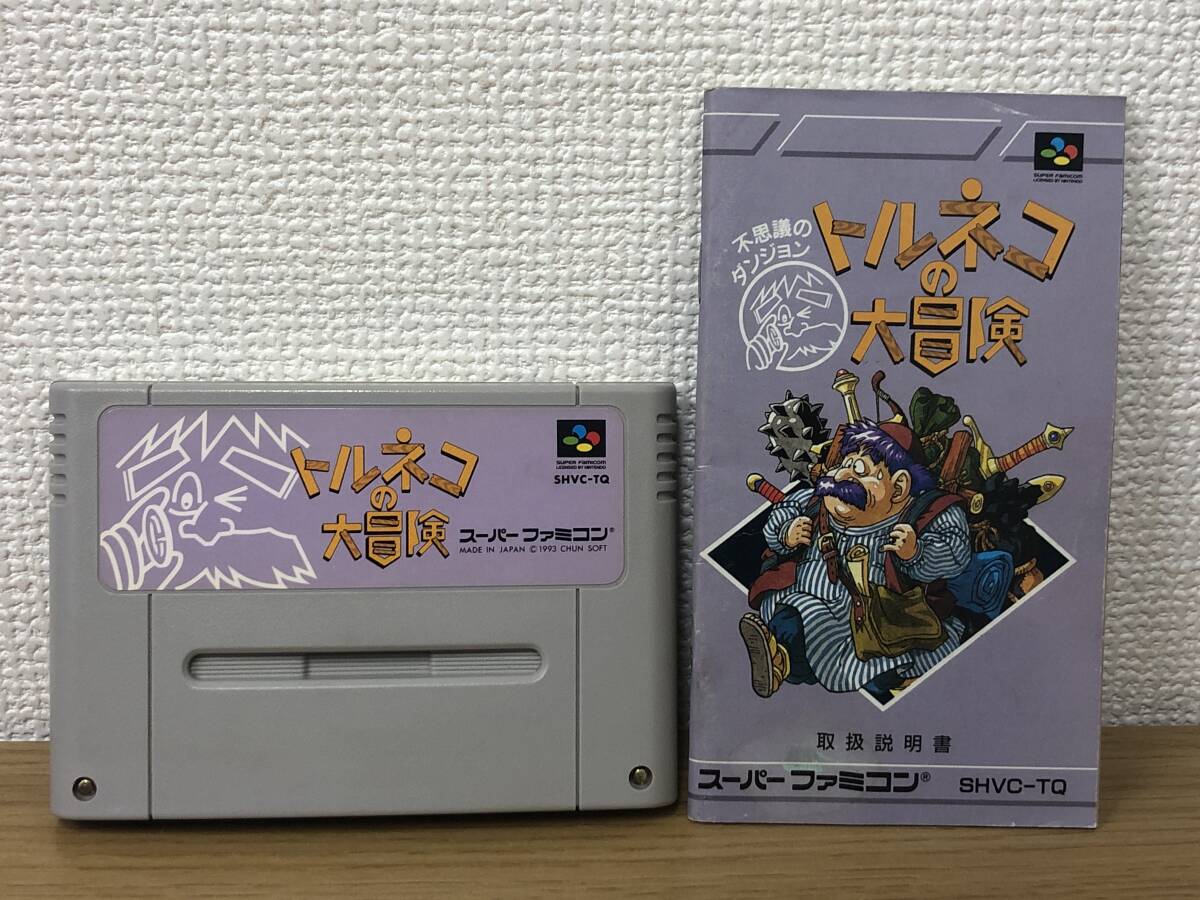 トルネコ
の
大冒険
SUPER FAMICOM
LICENSED BY NINTENDO
SHVC-TQ
スーパーファミコン®
MADE IN JAPAN ©1993 CHUN SOFT
SUPER FAMICOM
LICENSED BY NINTENDO
不思議の
ダンジョン
トルネコ
の
大冒険
取扱説明書
スーパーファミコン® SHVC-TQ